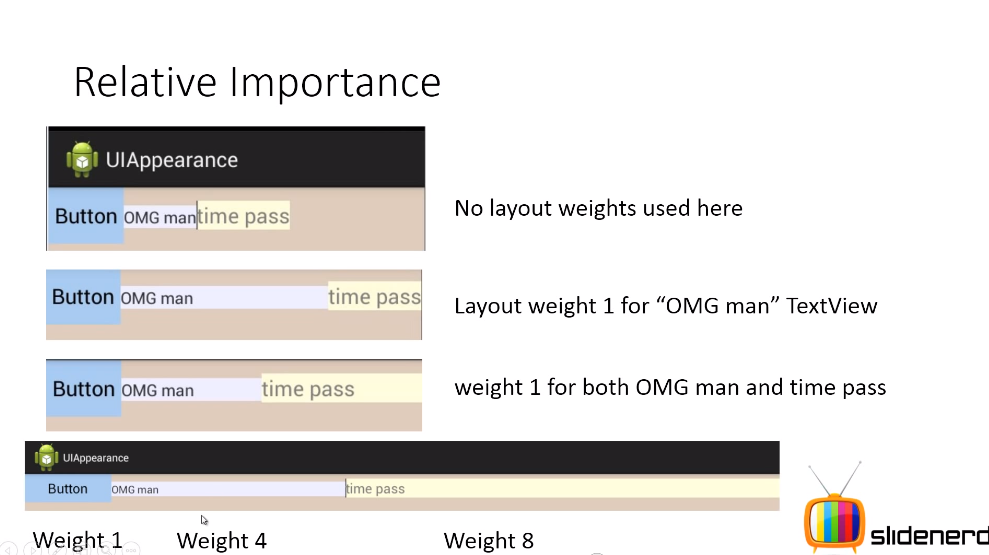 Relative Importance
UIAppearance
Button OMG man time pass
No layout weights used here
Button OMG man time pass
Layout weight 1 for “OMG man” TextView
Button OMG man time pass
weight 1 for both OMG man and time pass
UIAppearance
Button OMG man time pass
Weight 1 Weight 4 Weight 8
slidenerd